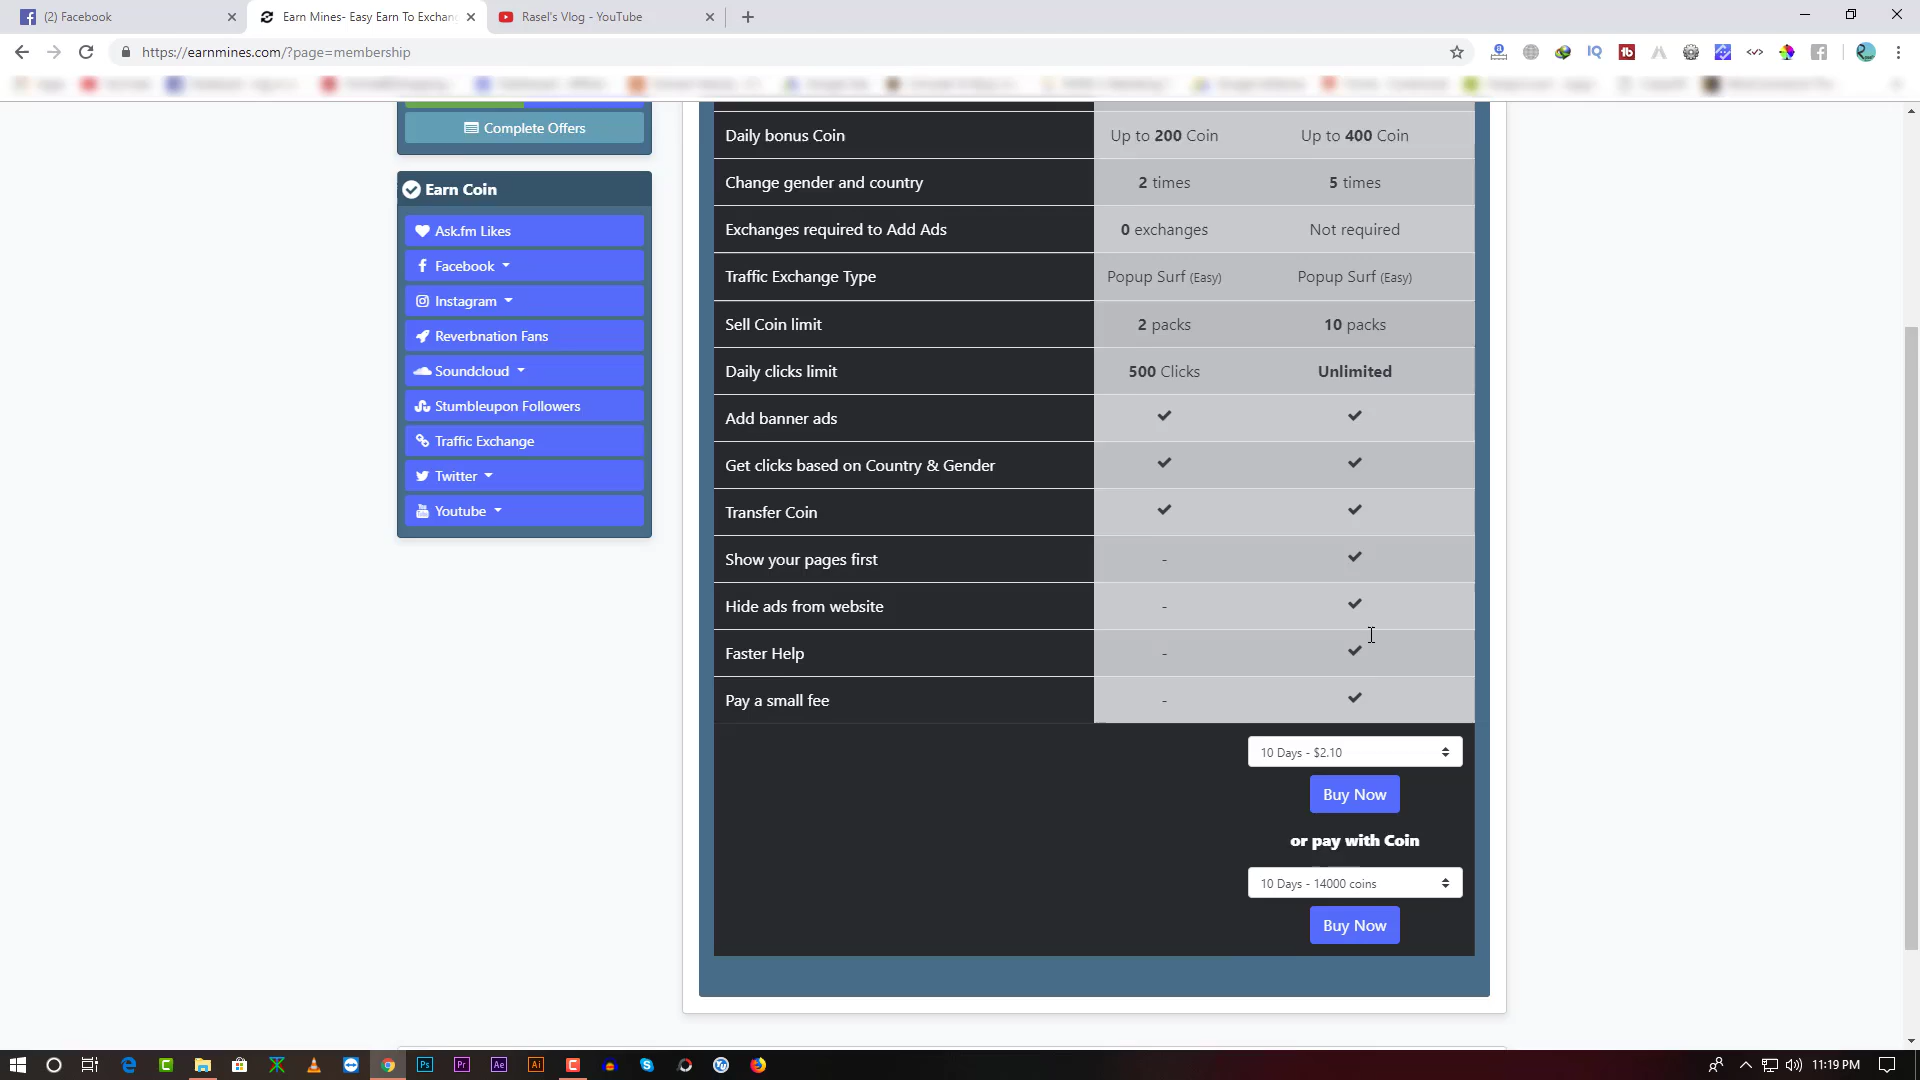 (2) Facebook
Earn Mines- Easy Earn To Exchan
Rasel's Vlog - YouTube
https://earnmines.com/?page=membership
Complete Offers
Earn Coin
Ask.fm Likes
Facebook
Instagram
Reverbnation Fans
Soundcloud
Stumbleupon Followers
Traffic Exchange
Twitter
Youtube
Daily bonus Coin Up to 200 Coin Up to 400 Coin
Change gender and country 2 times 5 times
Exchanges required to Add Ads 0 exchanges Not required
Traffic Exchange Type Popup Surf (Easy) Popup Surf (Easy)
Sell Coin limit 2 packs 10 packs
Daily clicks limit 500 Clicks Unlimited
Add banner ads
Get clicks based on Country & Gender
Transfer Coin
Show your pages first -
Hide ads from website -
Faster Help -
Pay a small fee -
10 Days - $2.10
Buy Now
or pay with Coin
10 Days - 14000 coins
Buy Now
11:19 PM